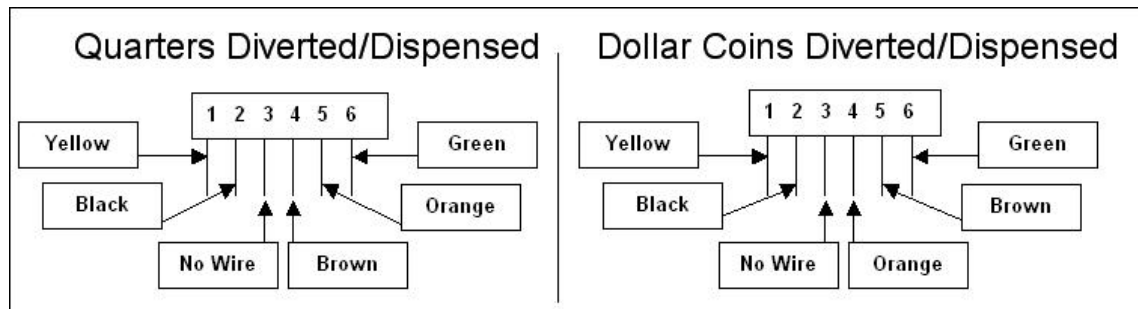 Quarters Diverted/Dispensed
1 2 3 4 5 6
Yellow
Green
Black
Orange
No Wire
Brown
Dollar Coins Diverted/Dispensed
1 2 3 4 5 6
Yellow
Green
Black
Brown
No Wire
Orange